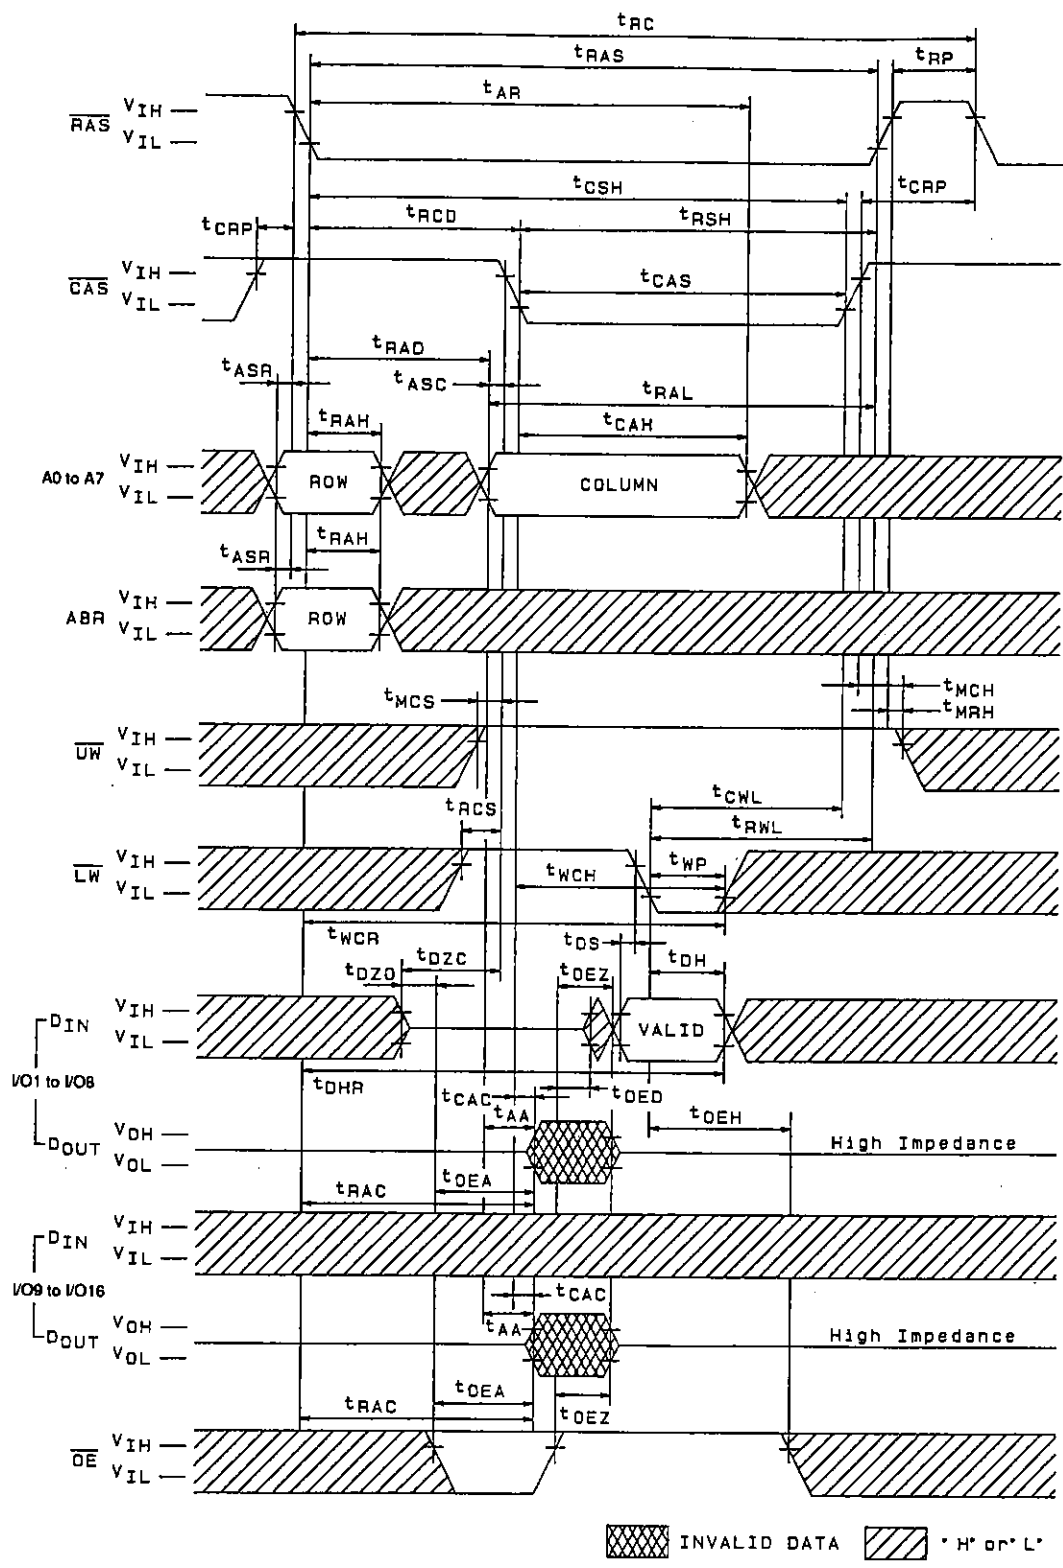 tRC
tRAS
tRP
tAR
RAS VIH
VIL
tCSH
tCRP
tCRP
tRCD
tRSH
CAS VIH
VIL
tCAS
tRAD
tASR
tASC
tRAL
tRAH
tCAH
A0 to A7 VIH
VIL
ROW
COLUMN
tASR
tRAH
A8R VIH
VIL
ROW
tMCS
tMCH
tMRH
UW VIH
VIL
tCWL
tRCS
tRWL
LW VIH
VIL
tWP
tWCH
tWCR
tDS
tDZC
tDH
tDZO
tOEZ
DIN VIH
VIL
VALID
I/O1 to I/O8
tDHR
tOED
tCAC
tAA
tOEH
DOUT VOH
VOL
High Impedance
tOEA
tRAC
DIN VIH
VIL
I/O9 to I/O16
tCAC
tAA
DOUT VOH
VOL
High Impedance
tOEA
tRAC
tOEZ
OE VIH
VIL
INVALID DATA
"H" or "L"